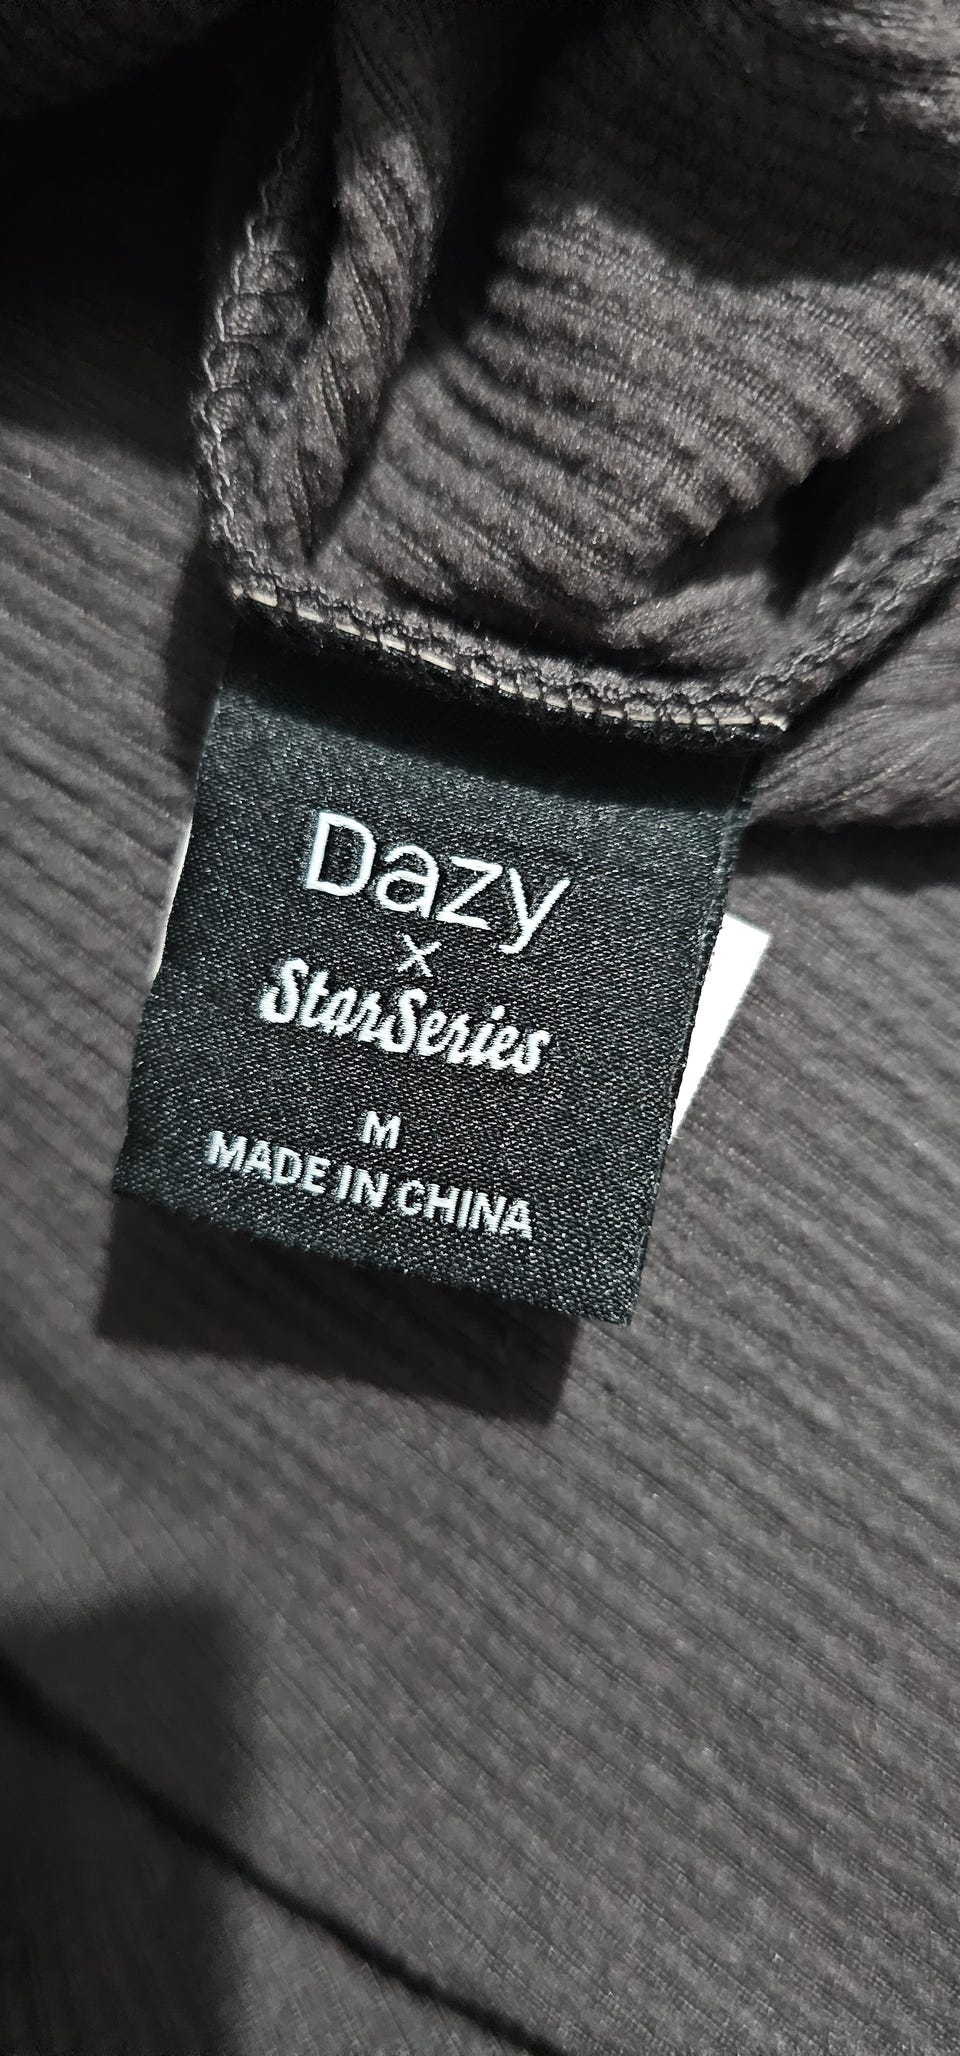 Dazy
×
StarSeries
M
MADE IN CHINA